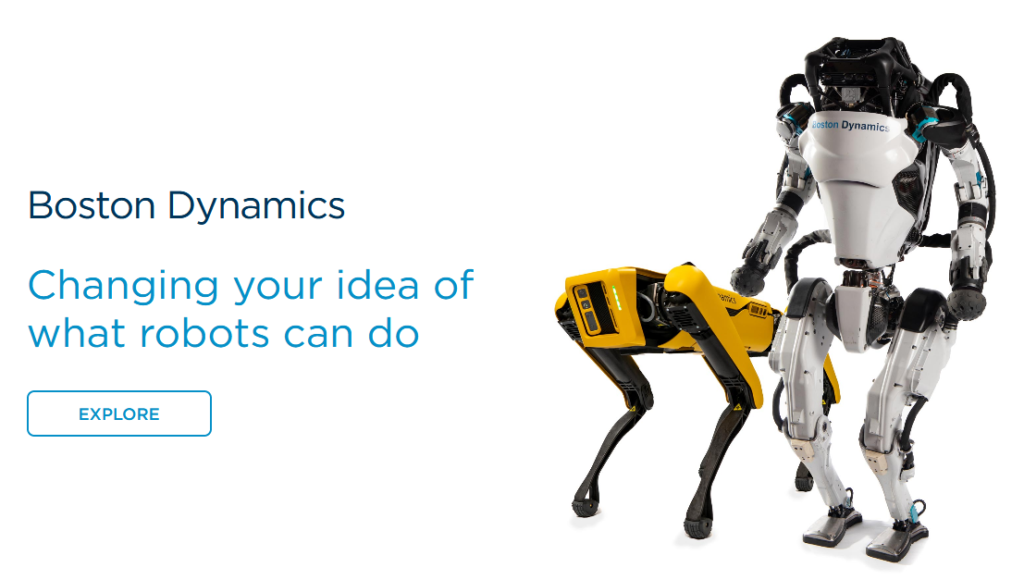 Boston Dynamics
Changing your idea of
what robots can do
EXPLORE
Boston Dynamics